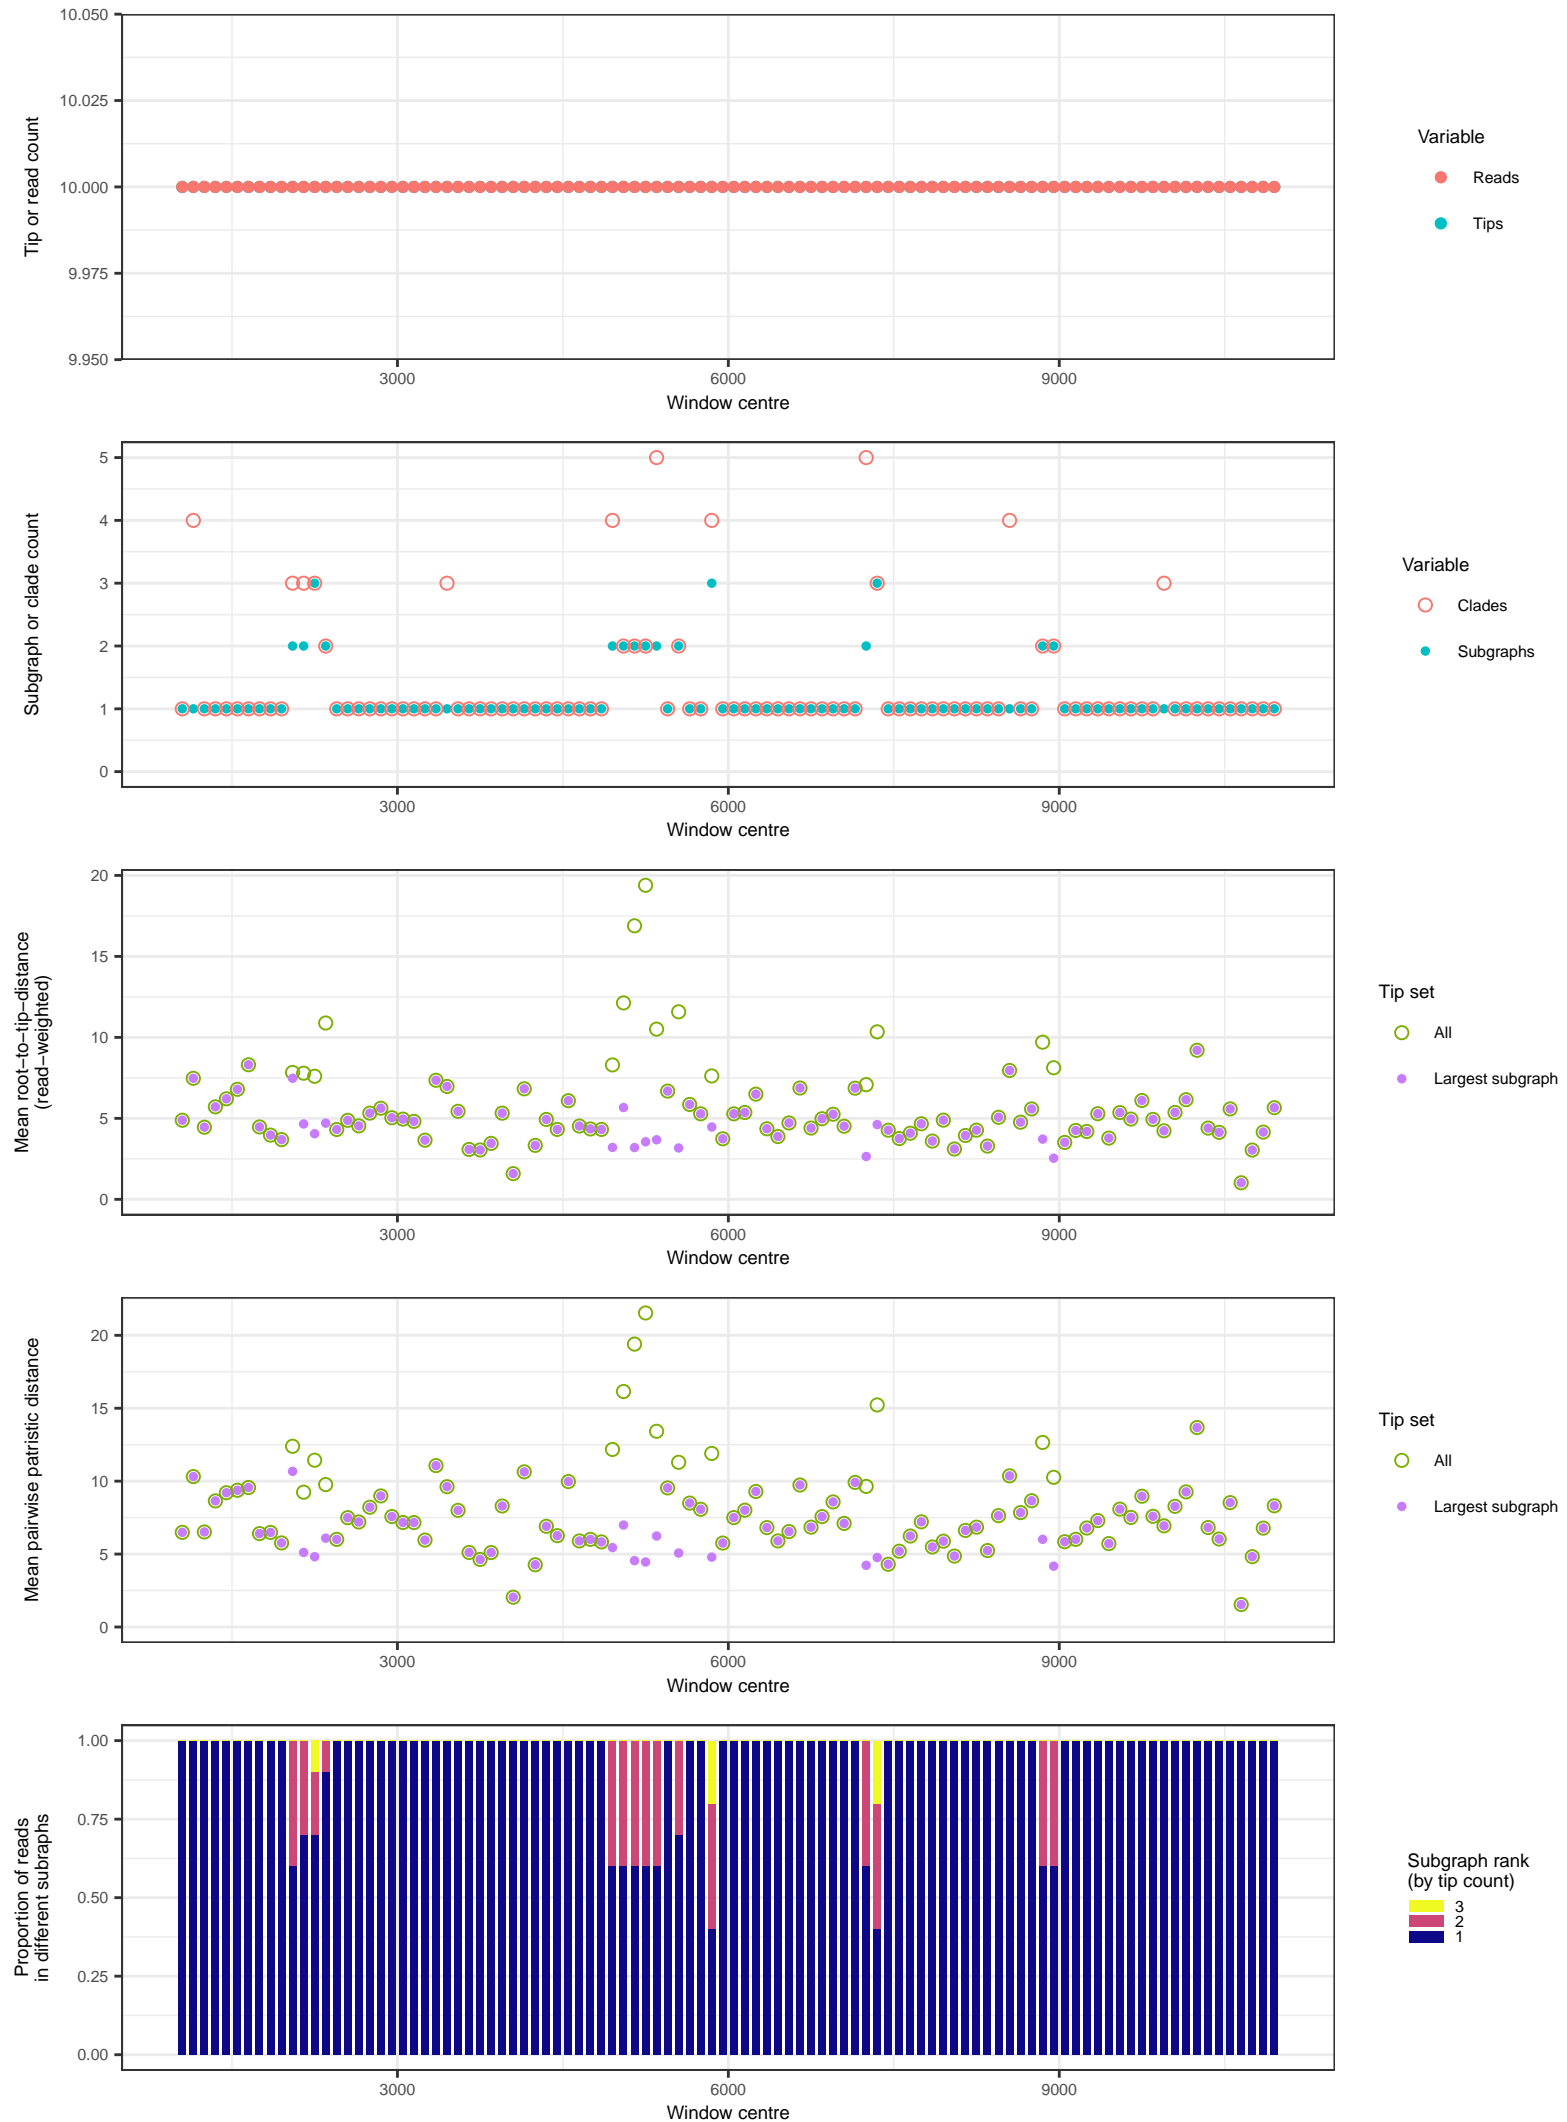 10.050
10.025
10.000
9.975
9.950
Tip or read count
3000
6000
9000
Window centre
Variable
Reads
Tips
5
4
3
2
1
0
Subgraph or clade count
3000
6000
9000
Window centre
Variable
Clades
Subgraphs
20
15
10
5
0
Mean root−to−tip−distance
(read−weighted)
3000
6000
9000
Window centre
Tip set
All
Largest subgraph
20
15
10
5
0
Mean pairwise patristic distance
3000
6000
9000
Window centre
Tip set
All
Largest subgraph
1.00
0.75
0.50
0.25
0.00
Proportion of reads
in different subraphs
3000
6000
9000
Window centre
Subgraph rank
(by tip count)
3
2
1